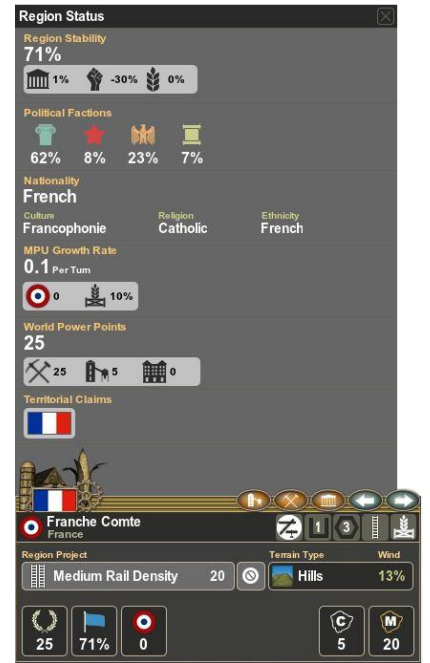 Region Status
Region Stability
71%
1% -30% 0%
Political Factions
62% 8% 23% 7%
Nationality
French
Culture Religion Ethnicity
Francophonie Catholic French
MPU Growth Rate
0.1 Per Turn
0 10%
World Power Points
25
25 5 0
Territorial Claims
Franche Comte
France
1 3
Region Project Terrain Type Wind
Medium Rail Density 20 Hills 13%
C M
25 71% 0 5 20